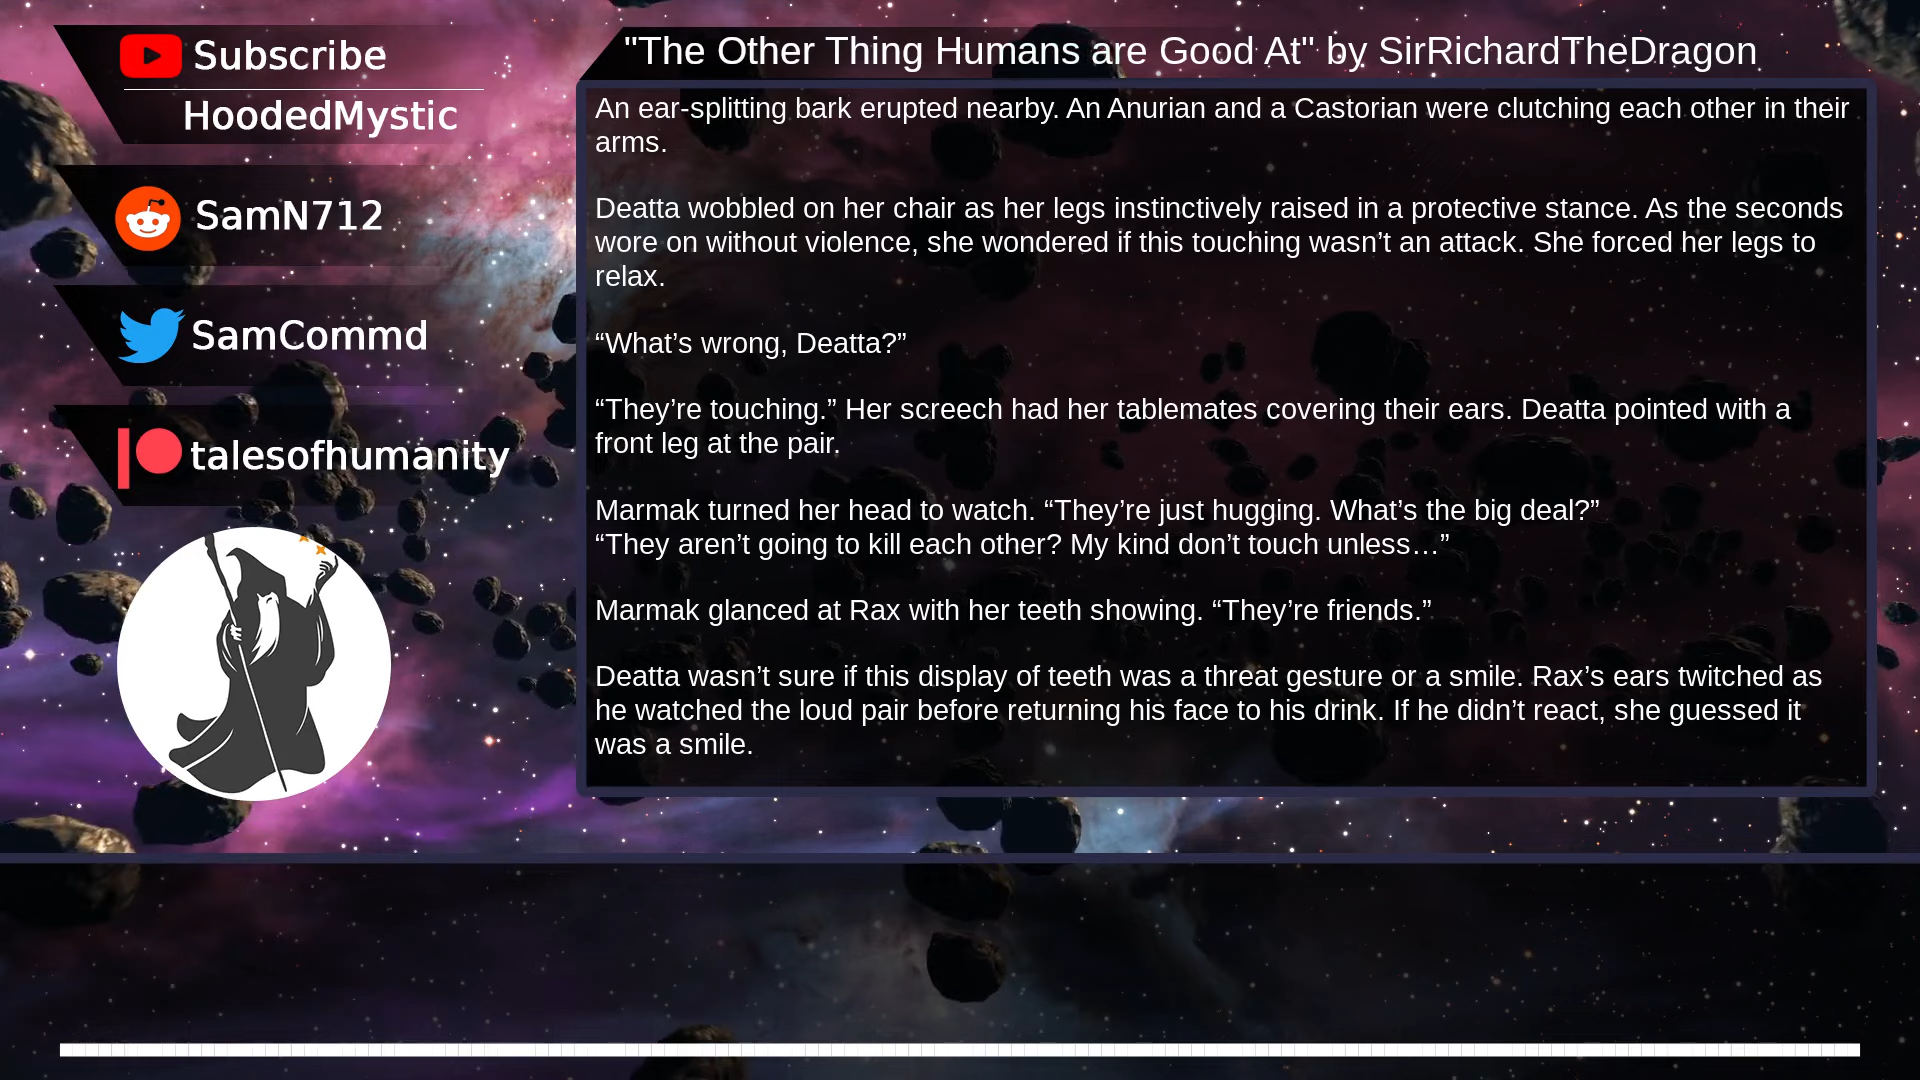 Subscribe
HoodedMystic
SamN712
SamCommd
talesofhumanity
"The Other Thing Humans are Good At" by SirRichardTheDragon
An ear-splitting bark erupted nearby. An Anurian and a Castorian were clutching each other in their
arms.
Deatta wobbled on her chair as her legs instinctively raised in a protective stance. As the seconds
wore on without violence, she wondered if this touching wasn’t an attack. She forced her legs to
relax.
“What’s wrong, Deatta?”
“They’re touching.” Her screech had her tablemates covering their ears. Deatta pointed with a
front leg at the pair.
Marmak turned her head to watch. “They’re just hugging. What’s the big deal?”
“They aren’t going to kill each other? My kind don’t touch unless…”
Marmak glanced at Rax with her teeth showing. “They’re friends.”
Deatta wasn’t sure if this display of teeth was a threat gesture or a smile. Rax’s ears twitched as
he watched the loud pair before returning his face to his drink. If he didn’t react, she guessed it
was a smile.